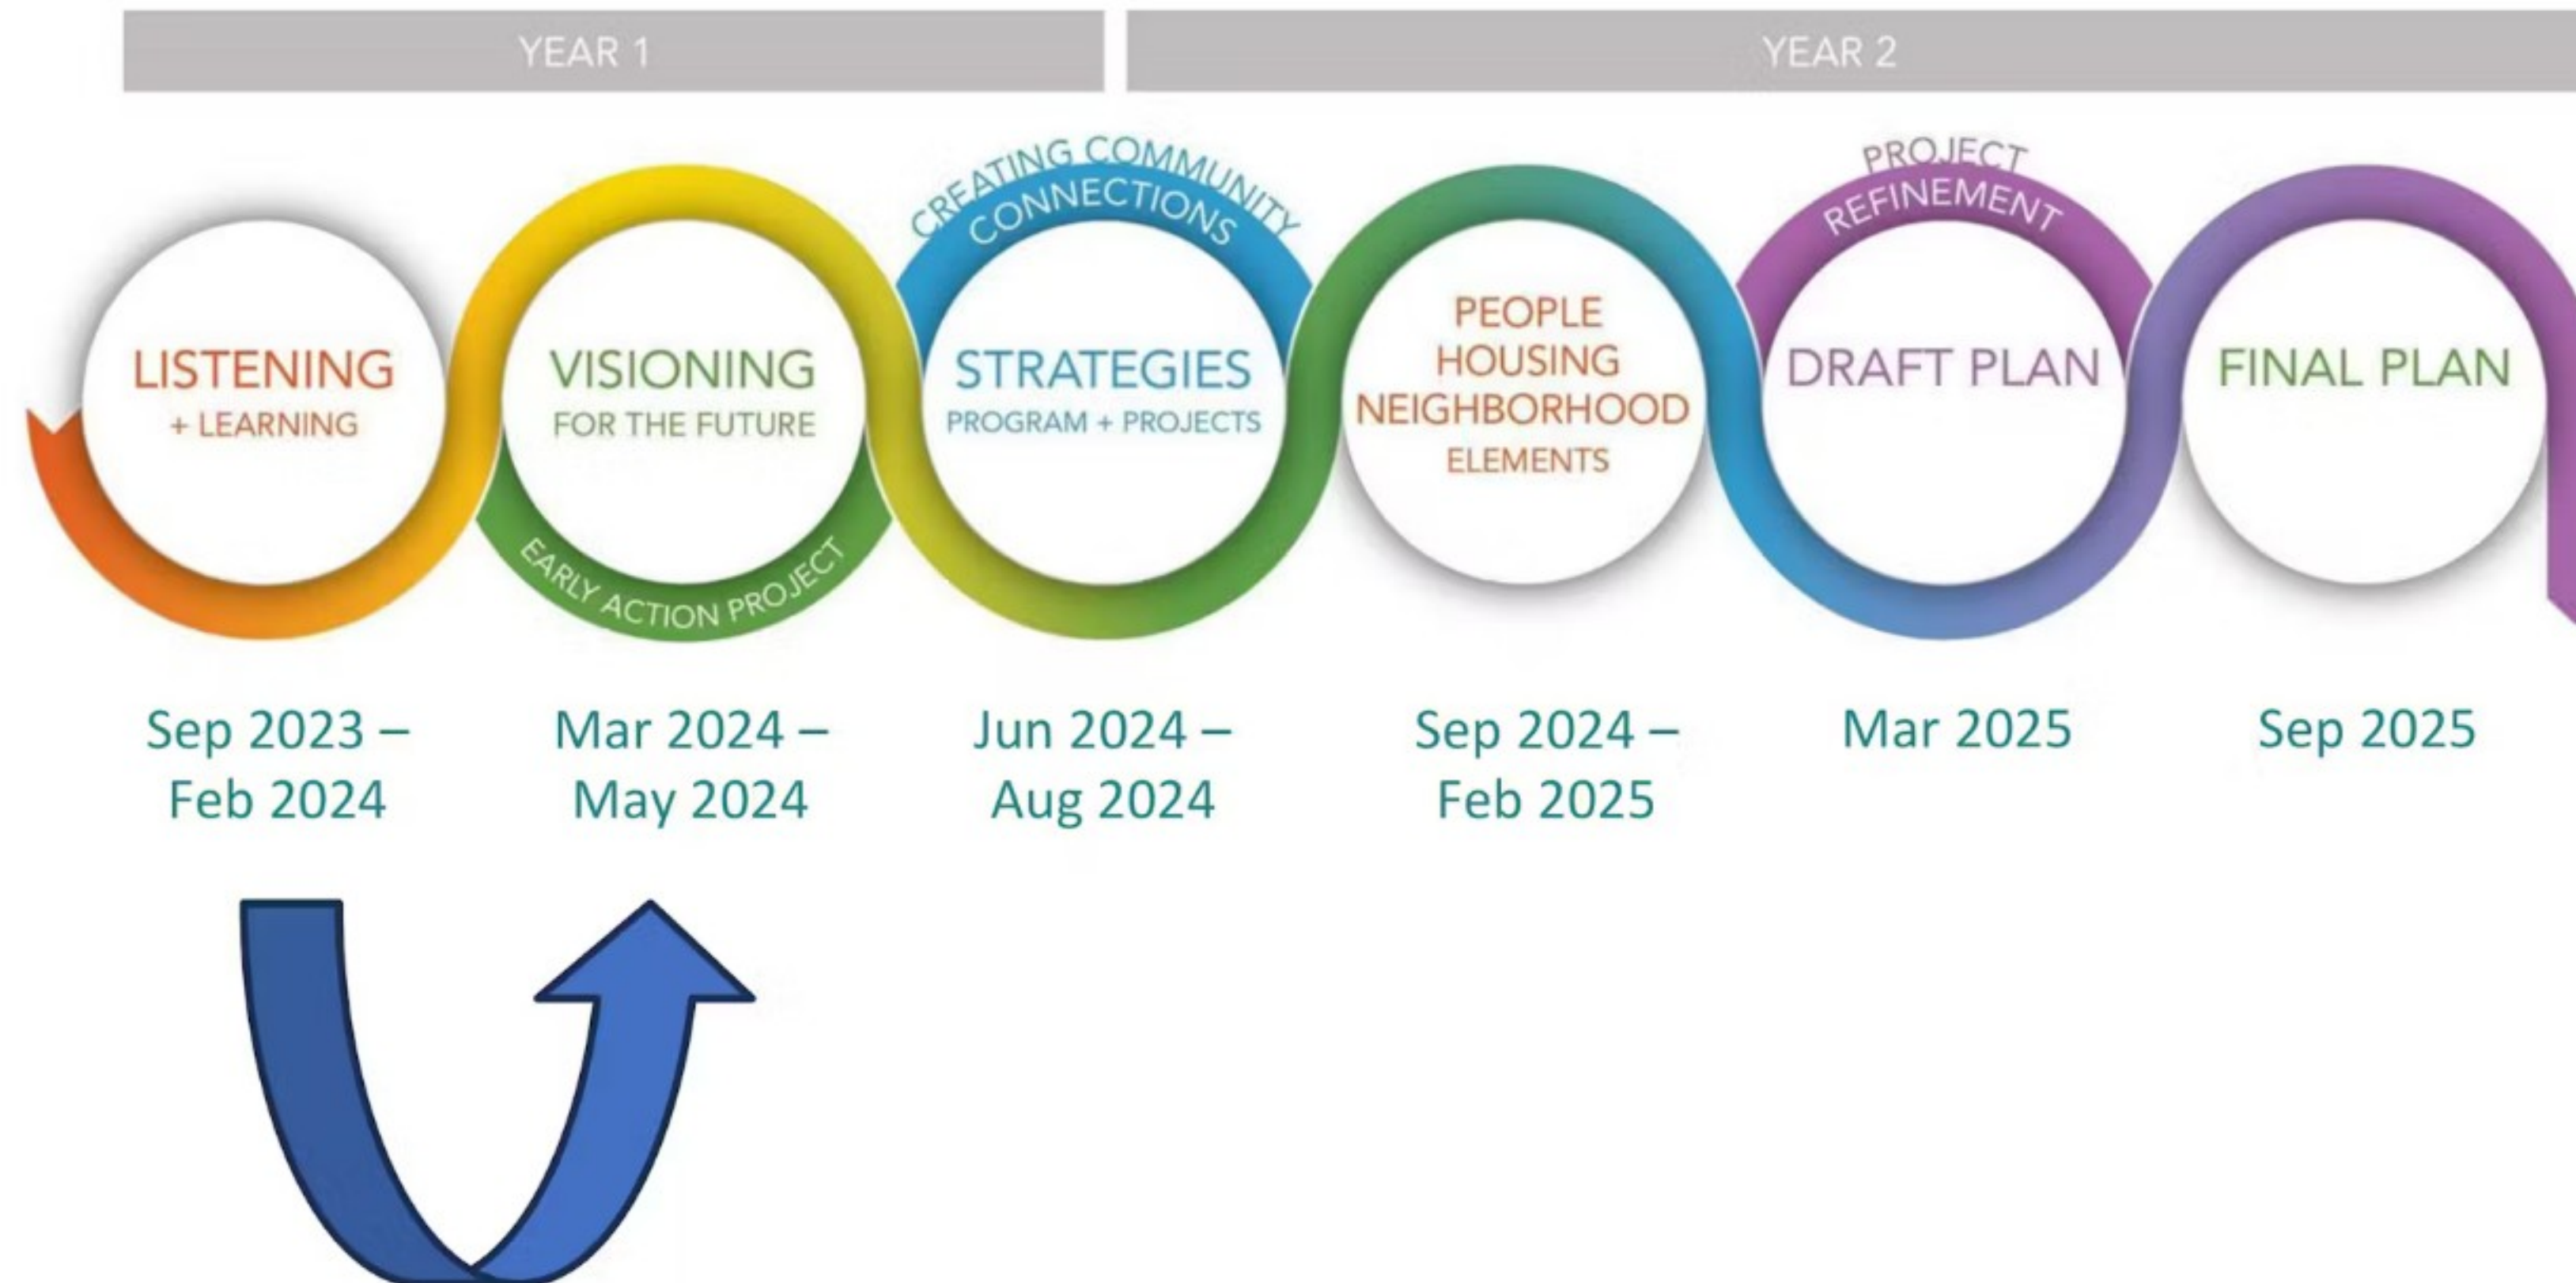 YEAR 1
YEAR 2
LISTENING
+ LEARNING
VISIONING
FOR THE FUTURE
EARLY ACTION PROJECT
CREATING COMMUNITY
CONNECTIONS
STRATEGIES
PROGRAM + PROJECTS
PEOPLE
HOUSING
NEIGHBORHOOD
ELEMENTS
PROJECT
REFINEMENT
DRAFT PLAN
FINAL PLAN
Sep 2023 –
Feb 2024
Mar 2024 –
May 2024
Jun 2024 –
Aug 2024
Sep 2024 –
Feb 2025
Mar 2025
Sep 2025